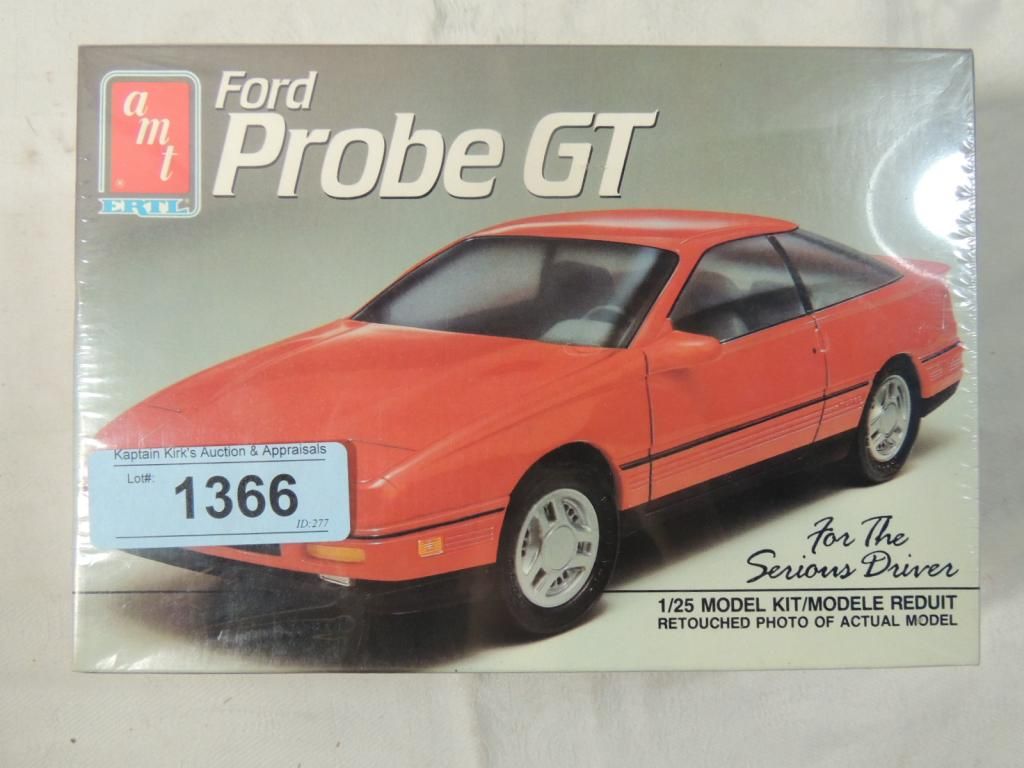 amt
ERTL
Ford
Probe GT
Kaptain Kirk's Auction & Appraisals
Lot#:
1366
ID:277
For The
Serious Driver
1/25 MODEL KIT/MODELE REDUIT
RETOUCHED PHOTO OF ACTUAL MODEL